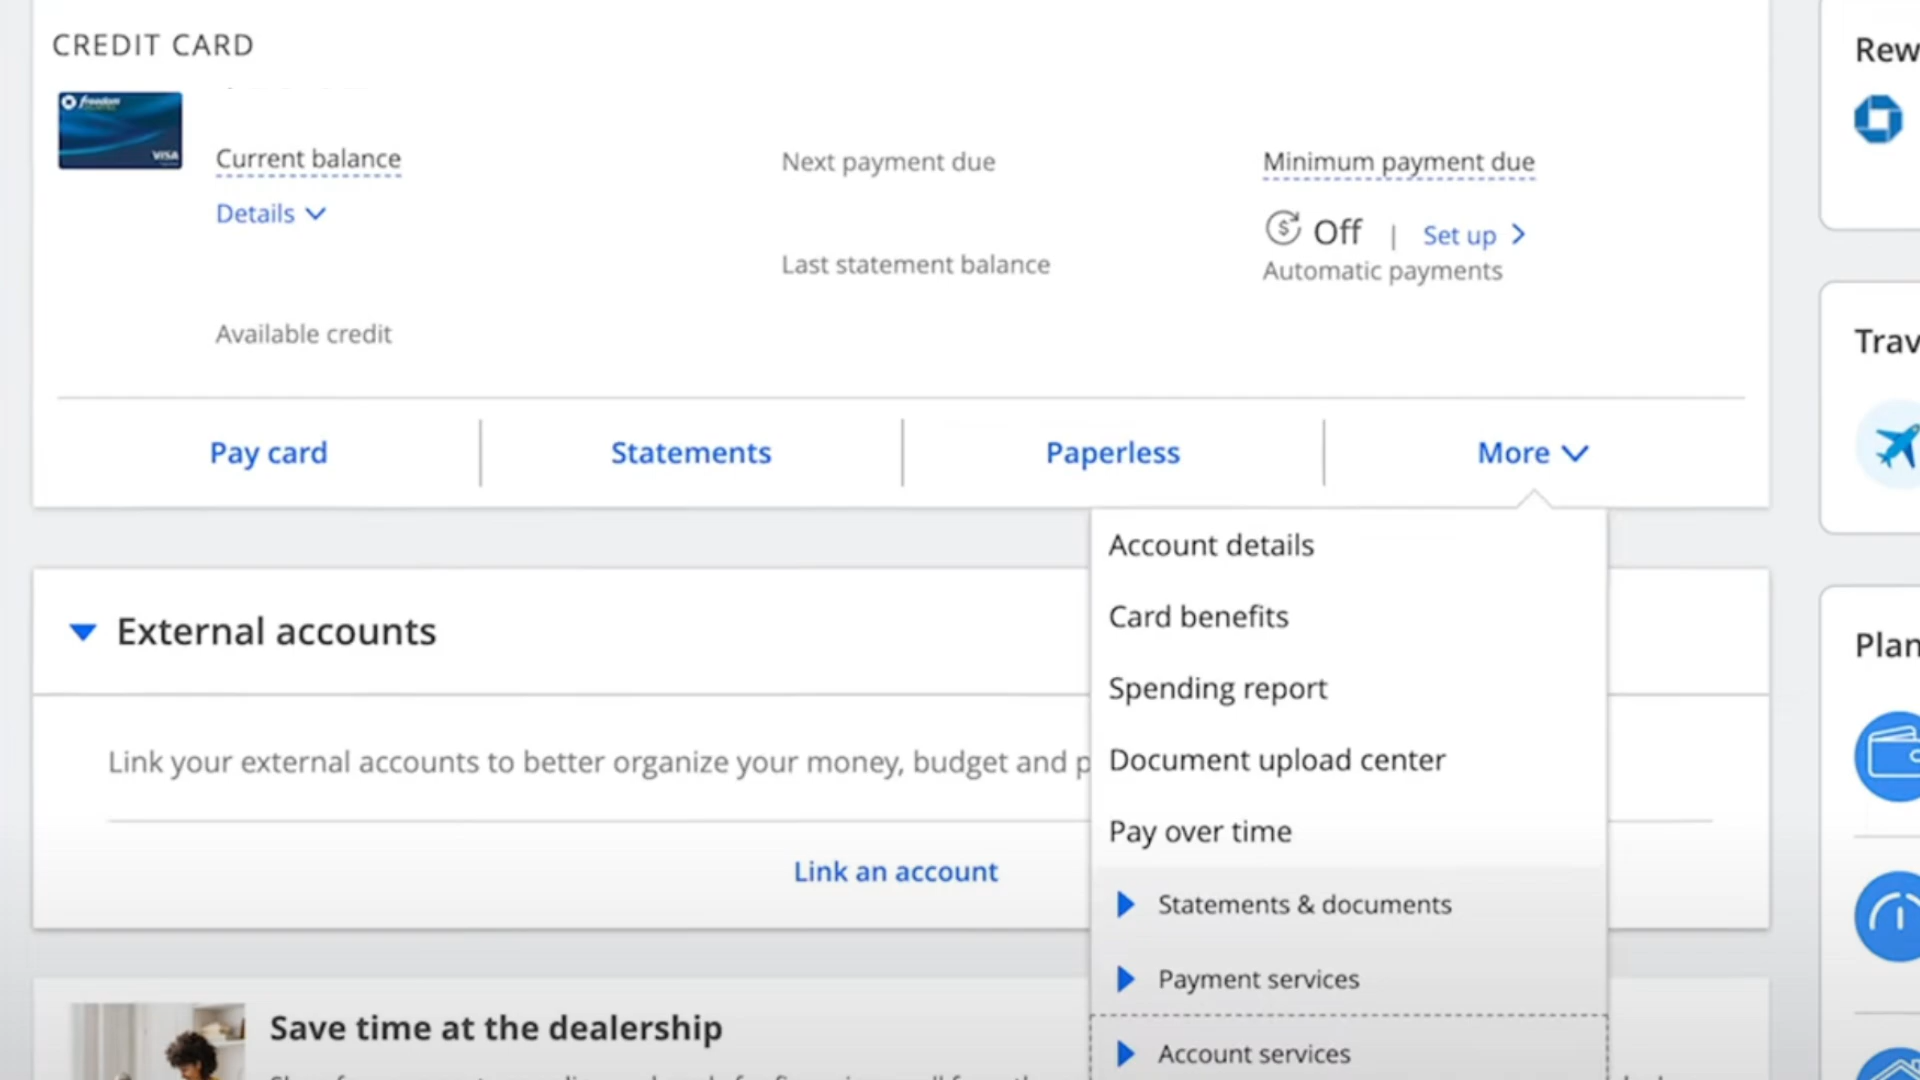 CREDIT CARD
freedom
VISA
Current balance
Details
Available credit
Next payment due
Last statement balance
Minimum payment due
Off | Set up
Automatic payments
Pay card
Statements
Paperless
More
Account details
Card benefits
Spending report
Document upload center
Pay over time
Statements & documents
Payment services
Account services
External accounts
Link your external accounts to better organize your money, budget and p
Link an account
Save time at the dealership
Rew
Trav
Plan